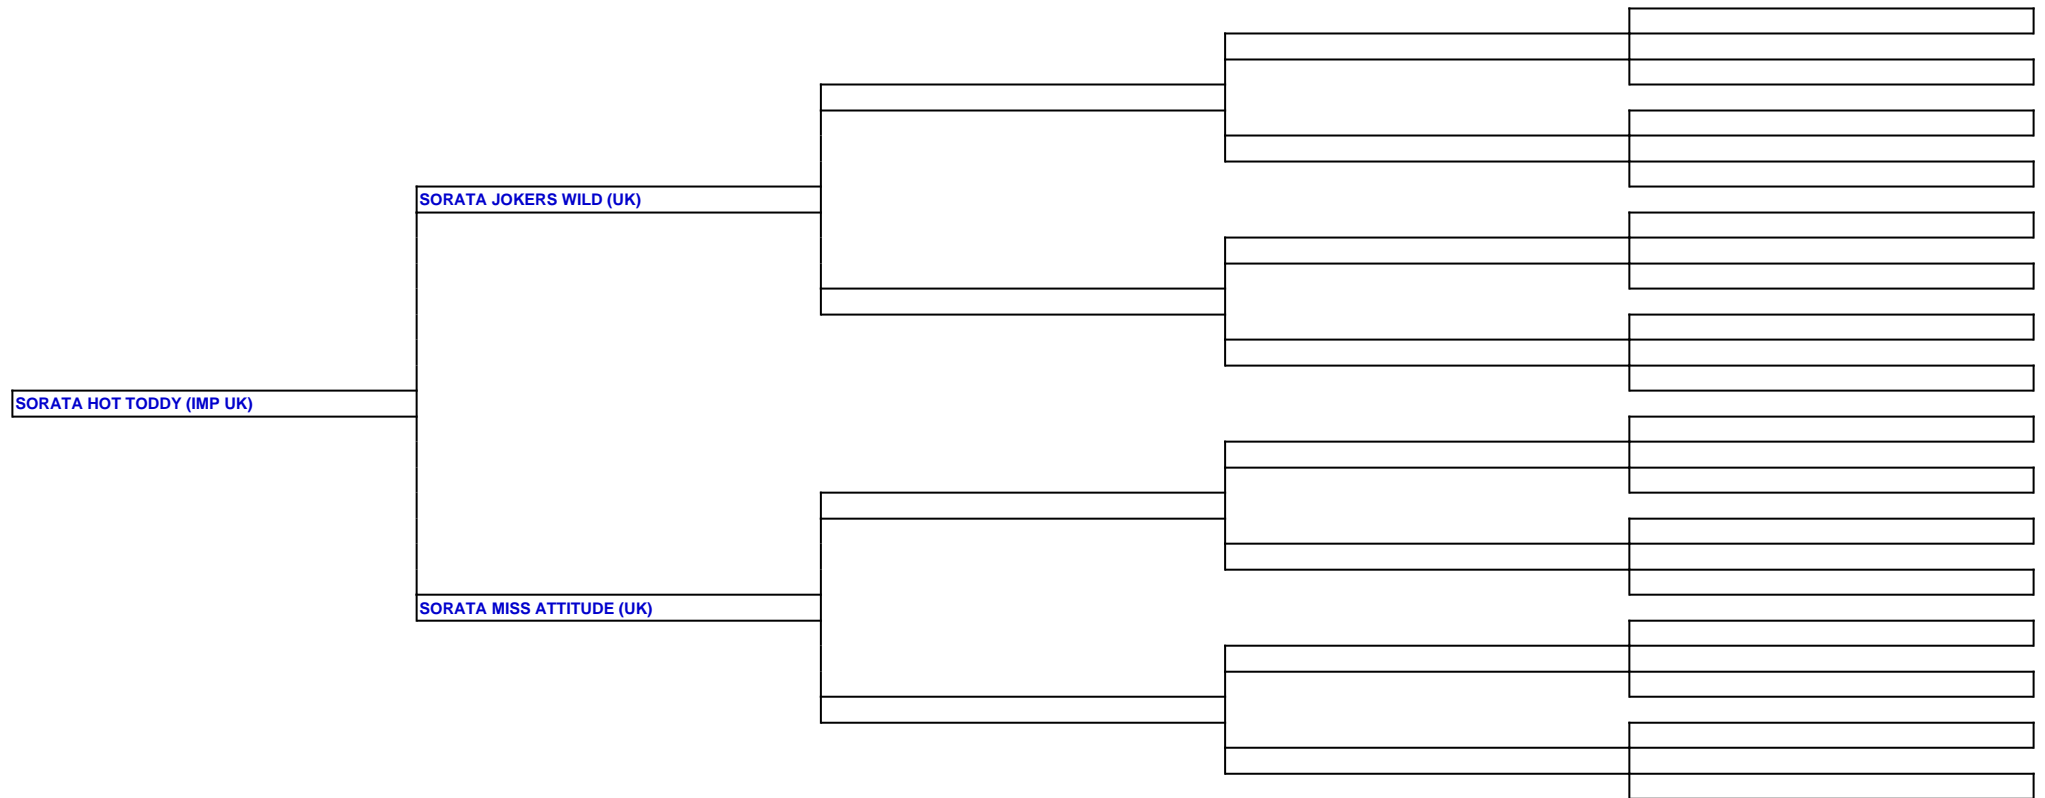 SORATA JOKERS WILD (UK)
SORATA HOT TODDY (IMP UK)
SORATA MISS ATTITUDE (UK)